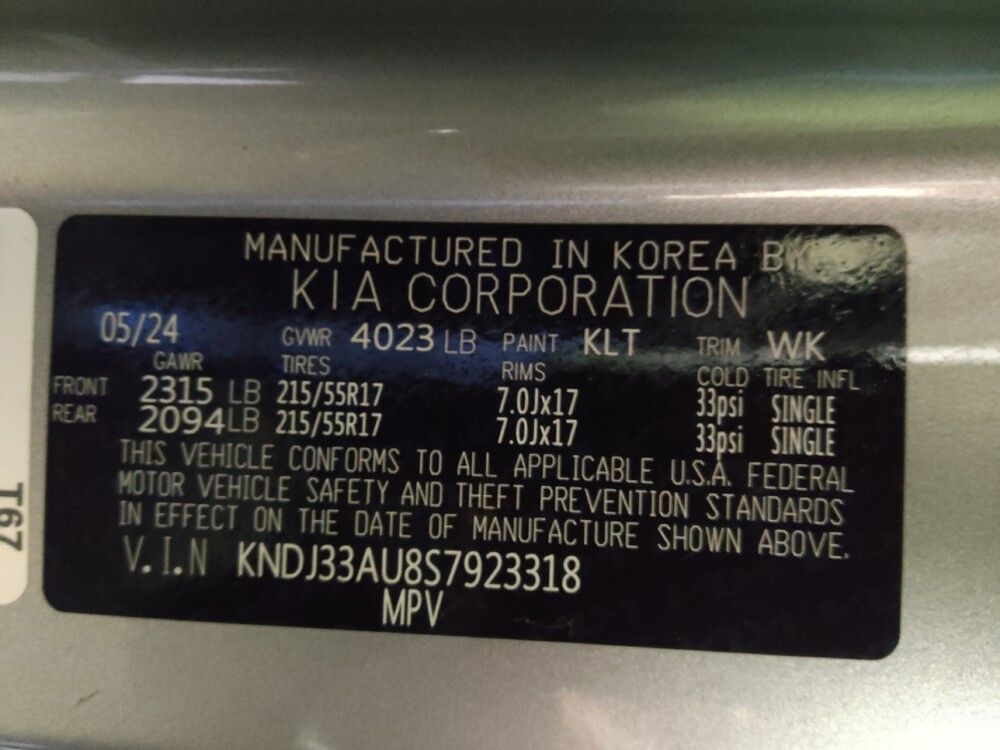 MANUFACTURED IN KOREA BY
KIA CORPORATION
05/24 GVWR 4023 LB PAINT KLT TRIM WK
GAWR TIRES RIMS COLD TIRE INFL
FRONT 2315 LB 215/55R17 7.0Jx17 33psi SINGLE
REAR 2094 LB 215/55R17 7.0Jx17 33psi SINGLE
THIS VEHICLE CONFORMS TO ALL APPLICABLE U.S.A. FEDERAL
MOTOR VEHICLE SAFETY AND THEFT PREVENTION STANDARDS
IN EFFECT ON THE DATE OF MANUFACTURE SHOWN ABOVE.
V.I.N KNDJ33AU8S7923318
MPV
T67